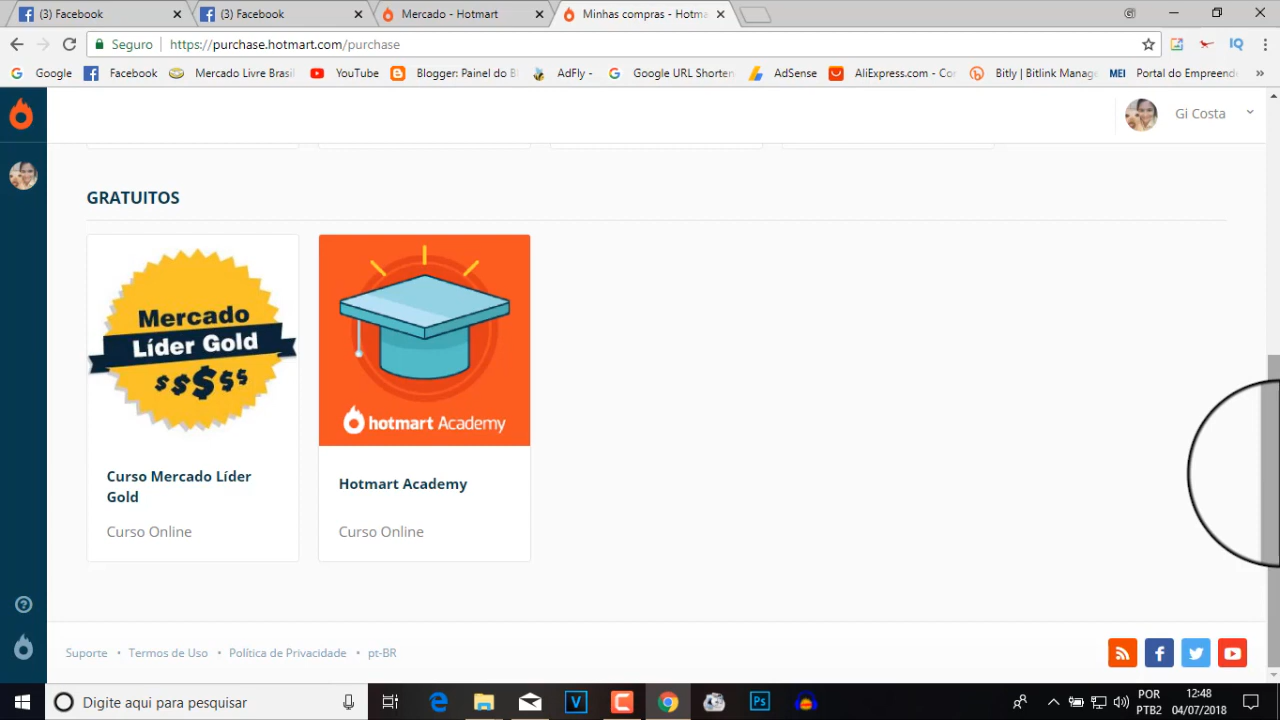 (3) Facebook
(3) Facebook
Mercado - Hotmart
Minhas compras - Hotma
Seguro
https://purchase.hotmart.com/purchase
Google
Facebook
Mercado Livre Brasil
YouTube
Blogger: Painel do B
AdFly -
Google URL Shorten
AdSense
AliExpress.com - Co
Bitly | Bitlink Manag
MEI Portal do Empreend
Gi Costa
GRATUITOS
Mercado
Líder Gold
$$$$$
hotmart Academy
Curso Mercado Líder
Gold
Curso Online
Hotmart Academy
Curso Online
Suporte • Termos de Uso • Política de Privacidade • pt-BR
Digite aqui para pesquisar
POR
PTB2
12:48
04/07/2018